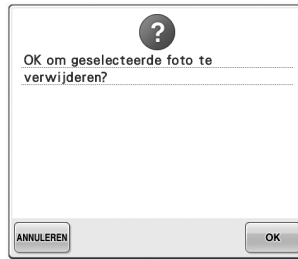 ?
OK om geselecteerde foto te
verwijderen?
ANNULEREN
OK